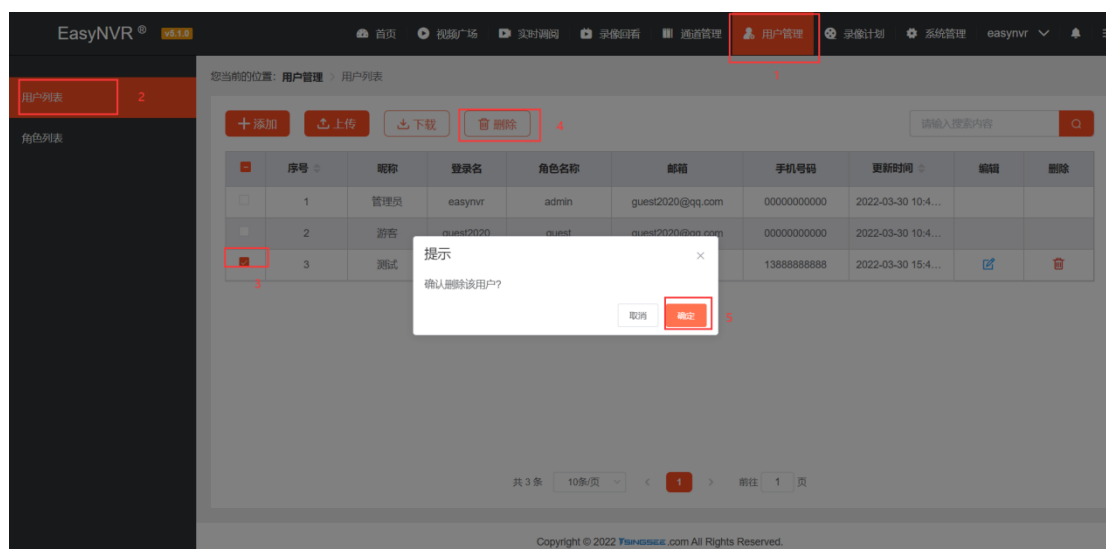 EasyNVR ® v5.1.0 首页 视频广场 实时调阅 录像回看 通道管理 用户管理 录像计划 系统管理 easynvr
1
您当前的位置: 用户管理 > 用户列表
用户列表 2
角色列表
添加 上传 下载 删除 4 请输入搜索内容
序号 昵称 登录名 角色名称 邮箱 手机号码 更新时间 编辑 删除
1 管理员 easynvr admin guest2020@qq.com 00000000000 2022-03-30 10:4...
2 游客 guest2020 guest guest2020@qq.com 00000000000 2022-03-30 10:4...
3 测试 13888888888 2022-03-30 15:4...
3
提示
确认删除该用户?
取消 确定 5
共 3 条 10条/页 < 1 > 前往 1 页
Copyright © 2022 TSINGSEE .com All Rights Reserved.